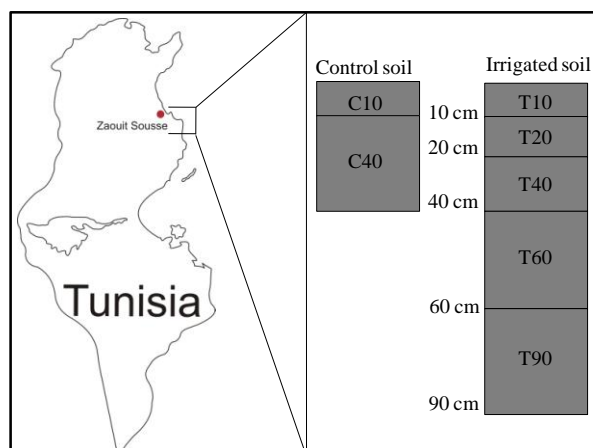 Zaouit Sousse
Tunisia
Control soil
Irrigated soil
C10
C40
10 cm
20 cm
40 cm
60 cm
90 cm
T10
T20
T40
T60
T90